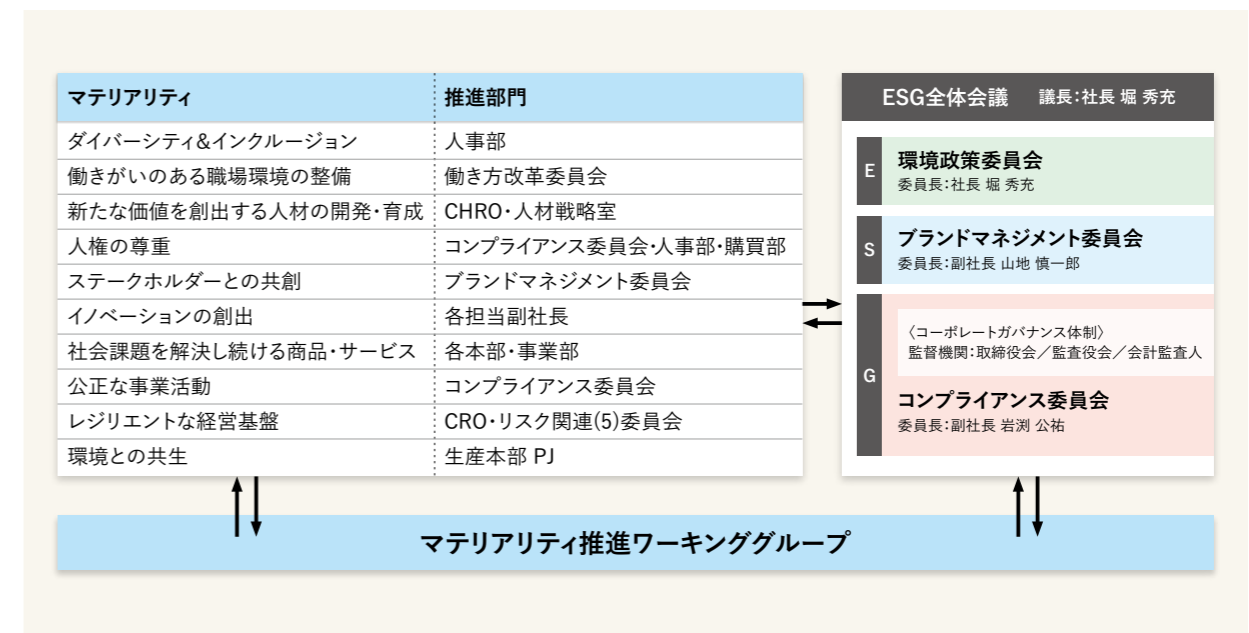 マテリアリティ 推進部門
ダイバーシティ&インクルージョン 人事部
働きがいのある職場環境の整備 働き方改革委員会
新たな価値を創出する人材の開発・育成 CHRO・人材戦略室
人権の尊重 コンプライアンス委員会・人事部・購買部
ステークホルダーとの共創 ブランドマネジメント委員会
イノベーションの創出 各担当副社長
社会課題を解決し続ける商品・サービス 各本部・事業部
公正な事業活動 コンプライアンス委員会
レジリエントな経営基盤 CRO・リスク関連(5)委員会
環境との共生 生産本部 PJ
ESG全体会議 議長:社長 堀 秀充
E
環境政策委員会
委員長:社長 堀 秀充
S
ブランドマネジメント委員会
委員長:副社長 山地 慎一郎
G
〈コーポレートガバナンス体制〉
監督機関:取締役会／監査役会／会計監査人
コンプライアンス委員会
委員長:副社長 岩渕 公祐
マテリアリティ推進ワーキンググループ